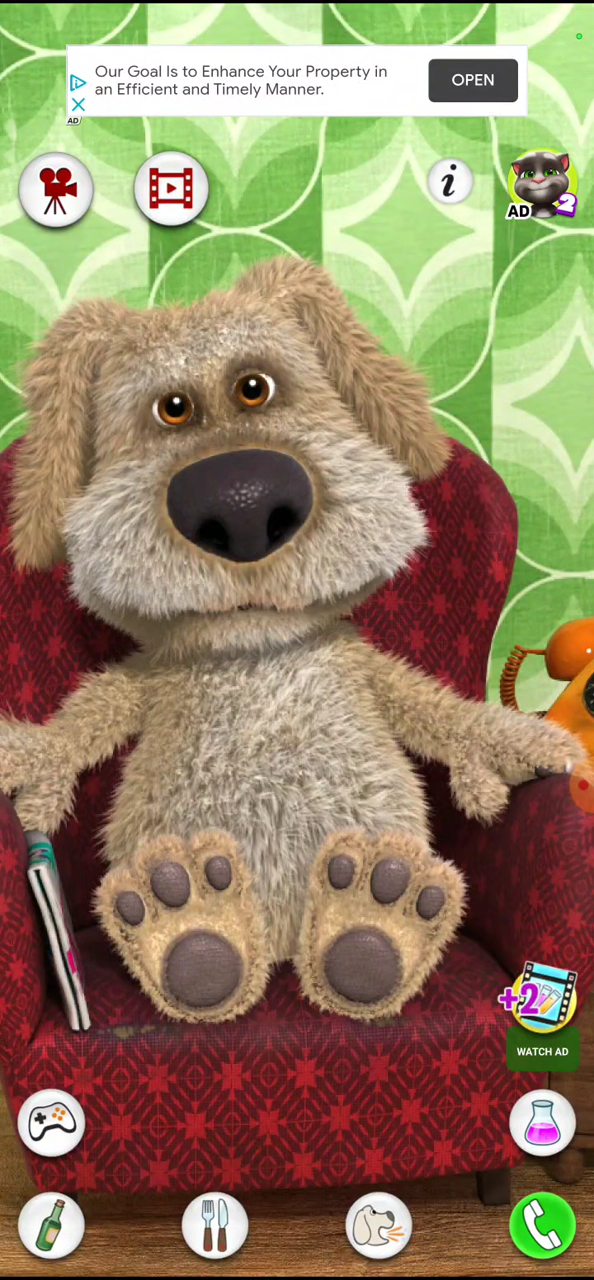 Our Goal Is to Enhance Your Property in
an Efficient and Timely Manner.
OPEN
AD
i
AD 2
+2
WATCH AD